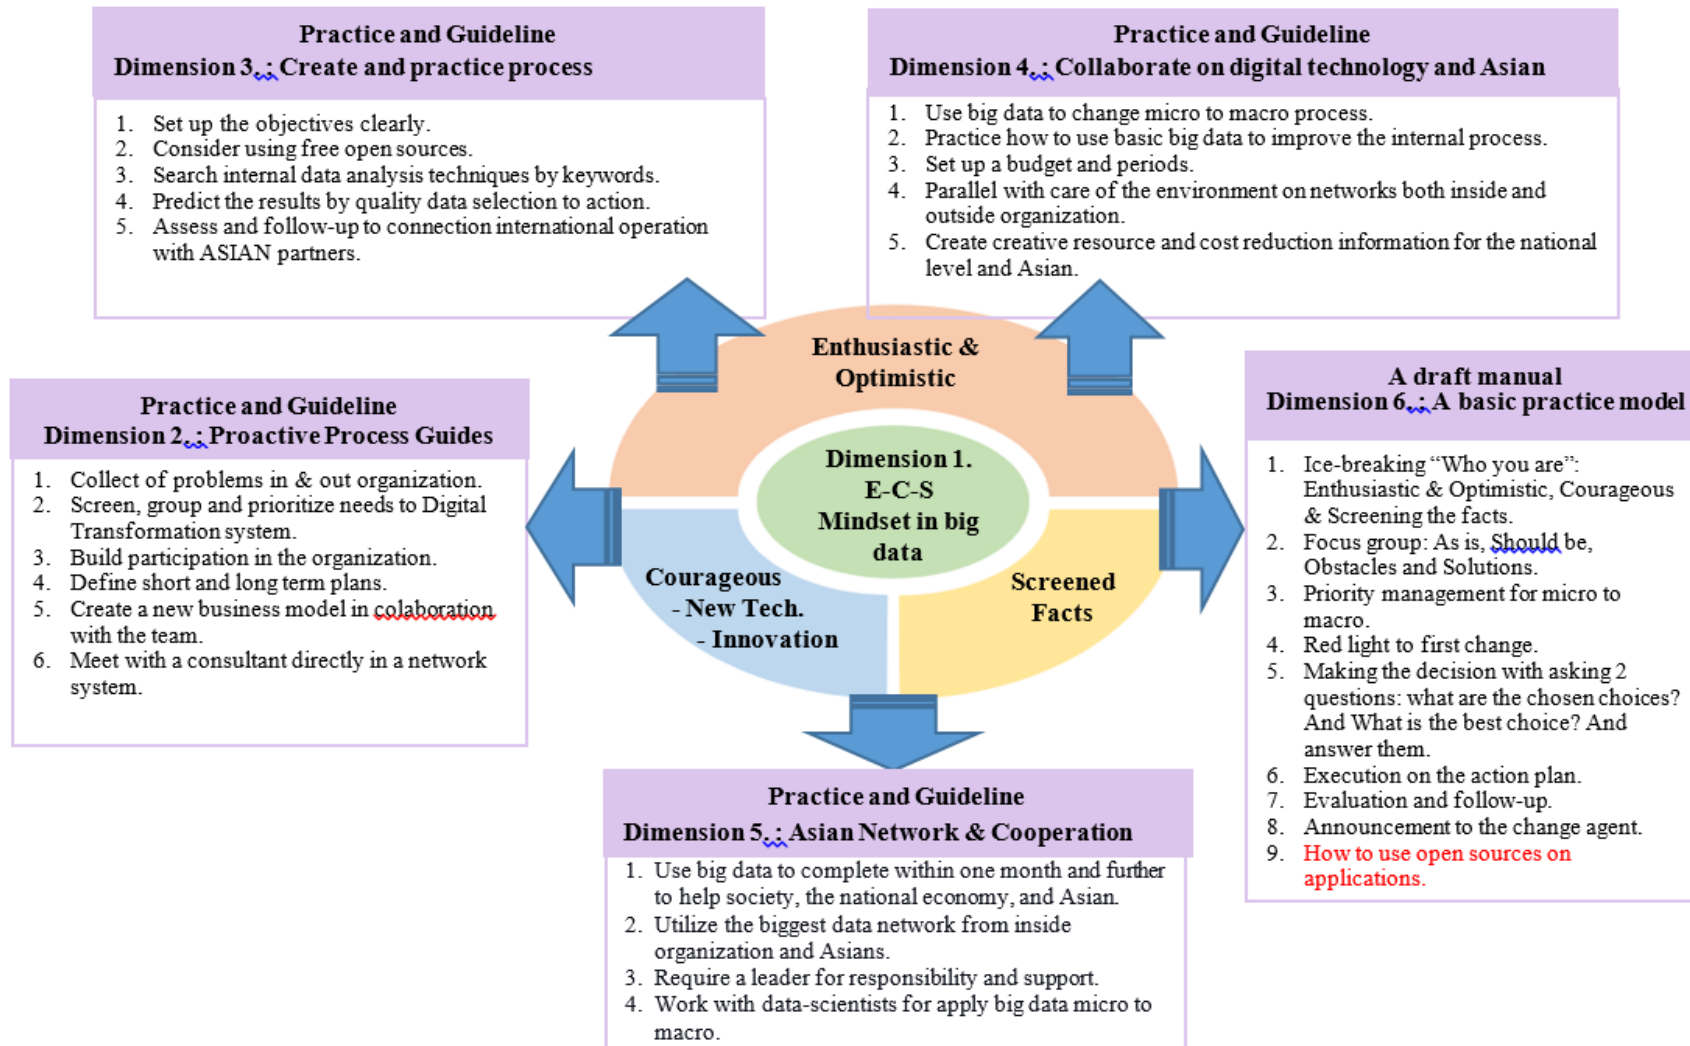 Practice and Guideline
Dimension 3. : Create and practice process
1. Set up the objectives clearly.
2. Consider using free open sources.
3. Search internal data analysis techniques by keywords.
4. Predict the results by quality data selection to action.
5. Assess and follow-up to connection international operation
with ASIAN partners.
Practice and Guideline
Dimension 4. : Collaborate on digital technology and Asian
1. Use big data to change micro to macro process.
2. Practice how to use basic big data to improve the internal process.
3. Set up a budget and periods.
4. Parallel with care of the environment on networks both inside and
outside organization.
5. Create creative resource and cost reduction information for the national
level and Asian.
Practice and Guideline
Dimension 2. : Proactive Process Guides
1. Collect of problems in & out organization.
2. Screen, group and prioritize needs to Digital
Transformation system.
3. Build participation in the organization.
4. Define short and long term plans.
5. Create a new business model in colaboration
with the team.
6. Meet with a consultant directly in a network
system.
Enthusiastic &
Optimistic
Dimension 1.
E-C-S
Mindset in big
data
Courageous
- New Tech.
- Innovation
Screened
Facts
A draft manual
Dimension 6. : A basic practice model
1. Ice-breaking “Who you are”:
Enthusiastic & Optimistic, Courageous
& Screening the facts.
2. Focus group: As is, Should be,
Obstacles and Solutions.
3. Priority management for micro to
macro.
4. Red light to first change.
5. Making the decision with asking 2
questions: what are the chosen choices?
And What is the best choice? And
answer them.
6. Execution on the action plan.
7. Evaluation and follow-up.
8. Announcement to the change agent.
9. How to use open sources on
applications.
Practice and Guideline
Dimension 5. : Asian Network & Cooperation
1. Use big data to complete within one month and further
to help society, the national economy, and Asian.
2. Utilize the biggest data network from inside
organization and Asians.
3. Require a leader for responsibility and support.
4. Work with data-scientists for apply big data micro to
macro.